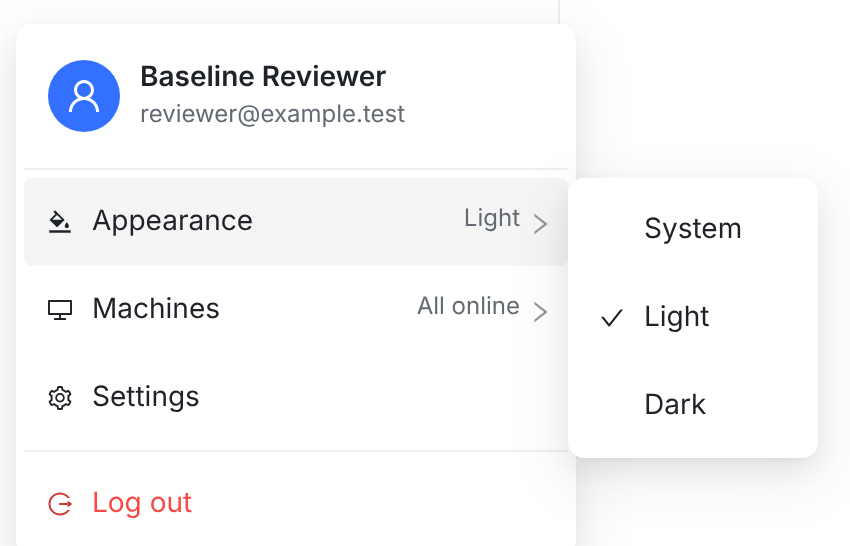 Baseline Reviewer
reviewer@example.test
Appearance Light
Machines All online
Settings
Log out
System
Light
Dark